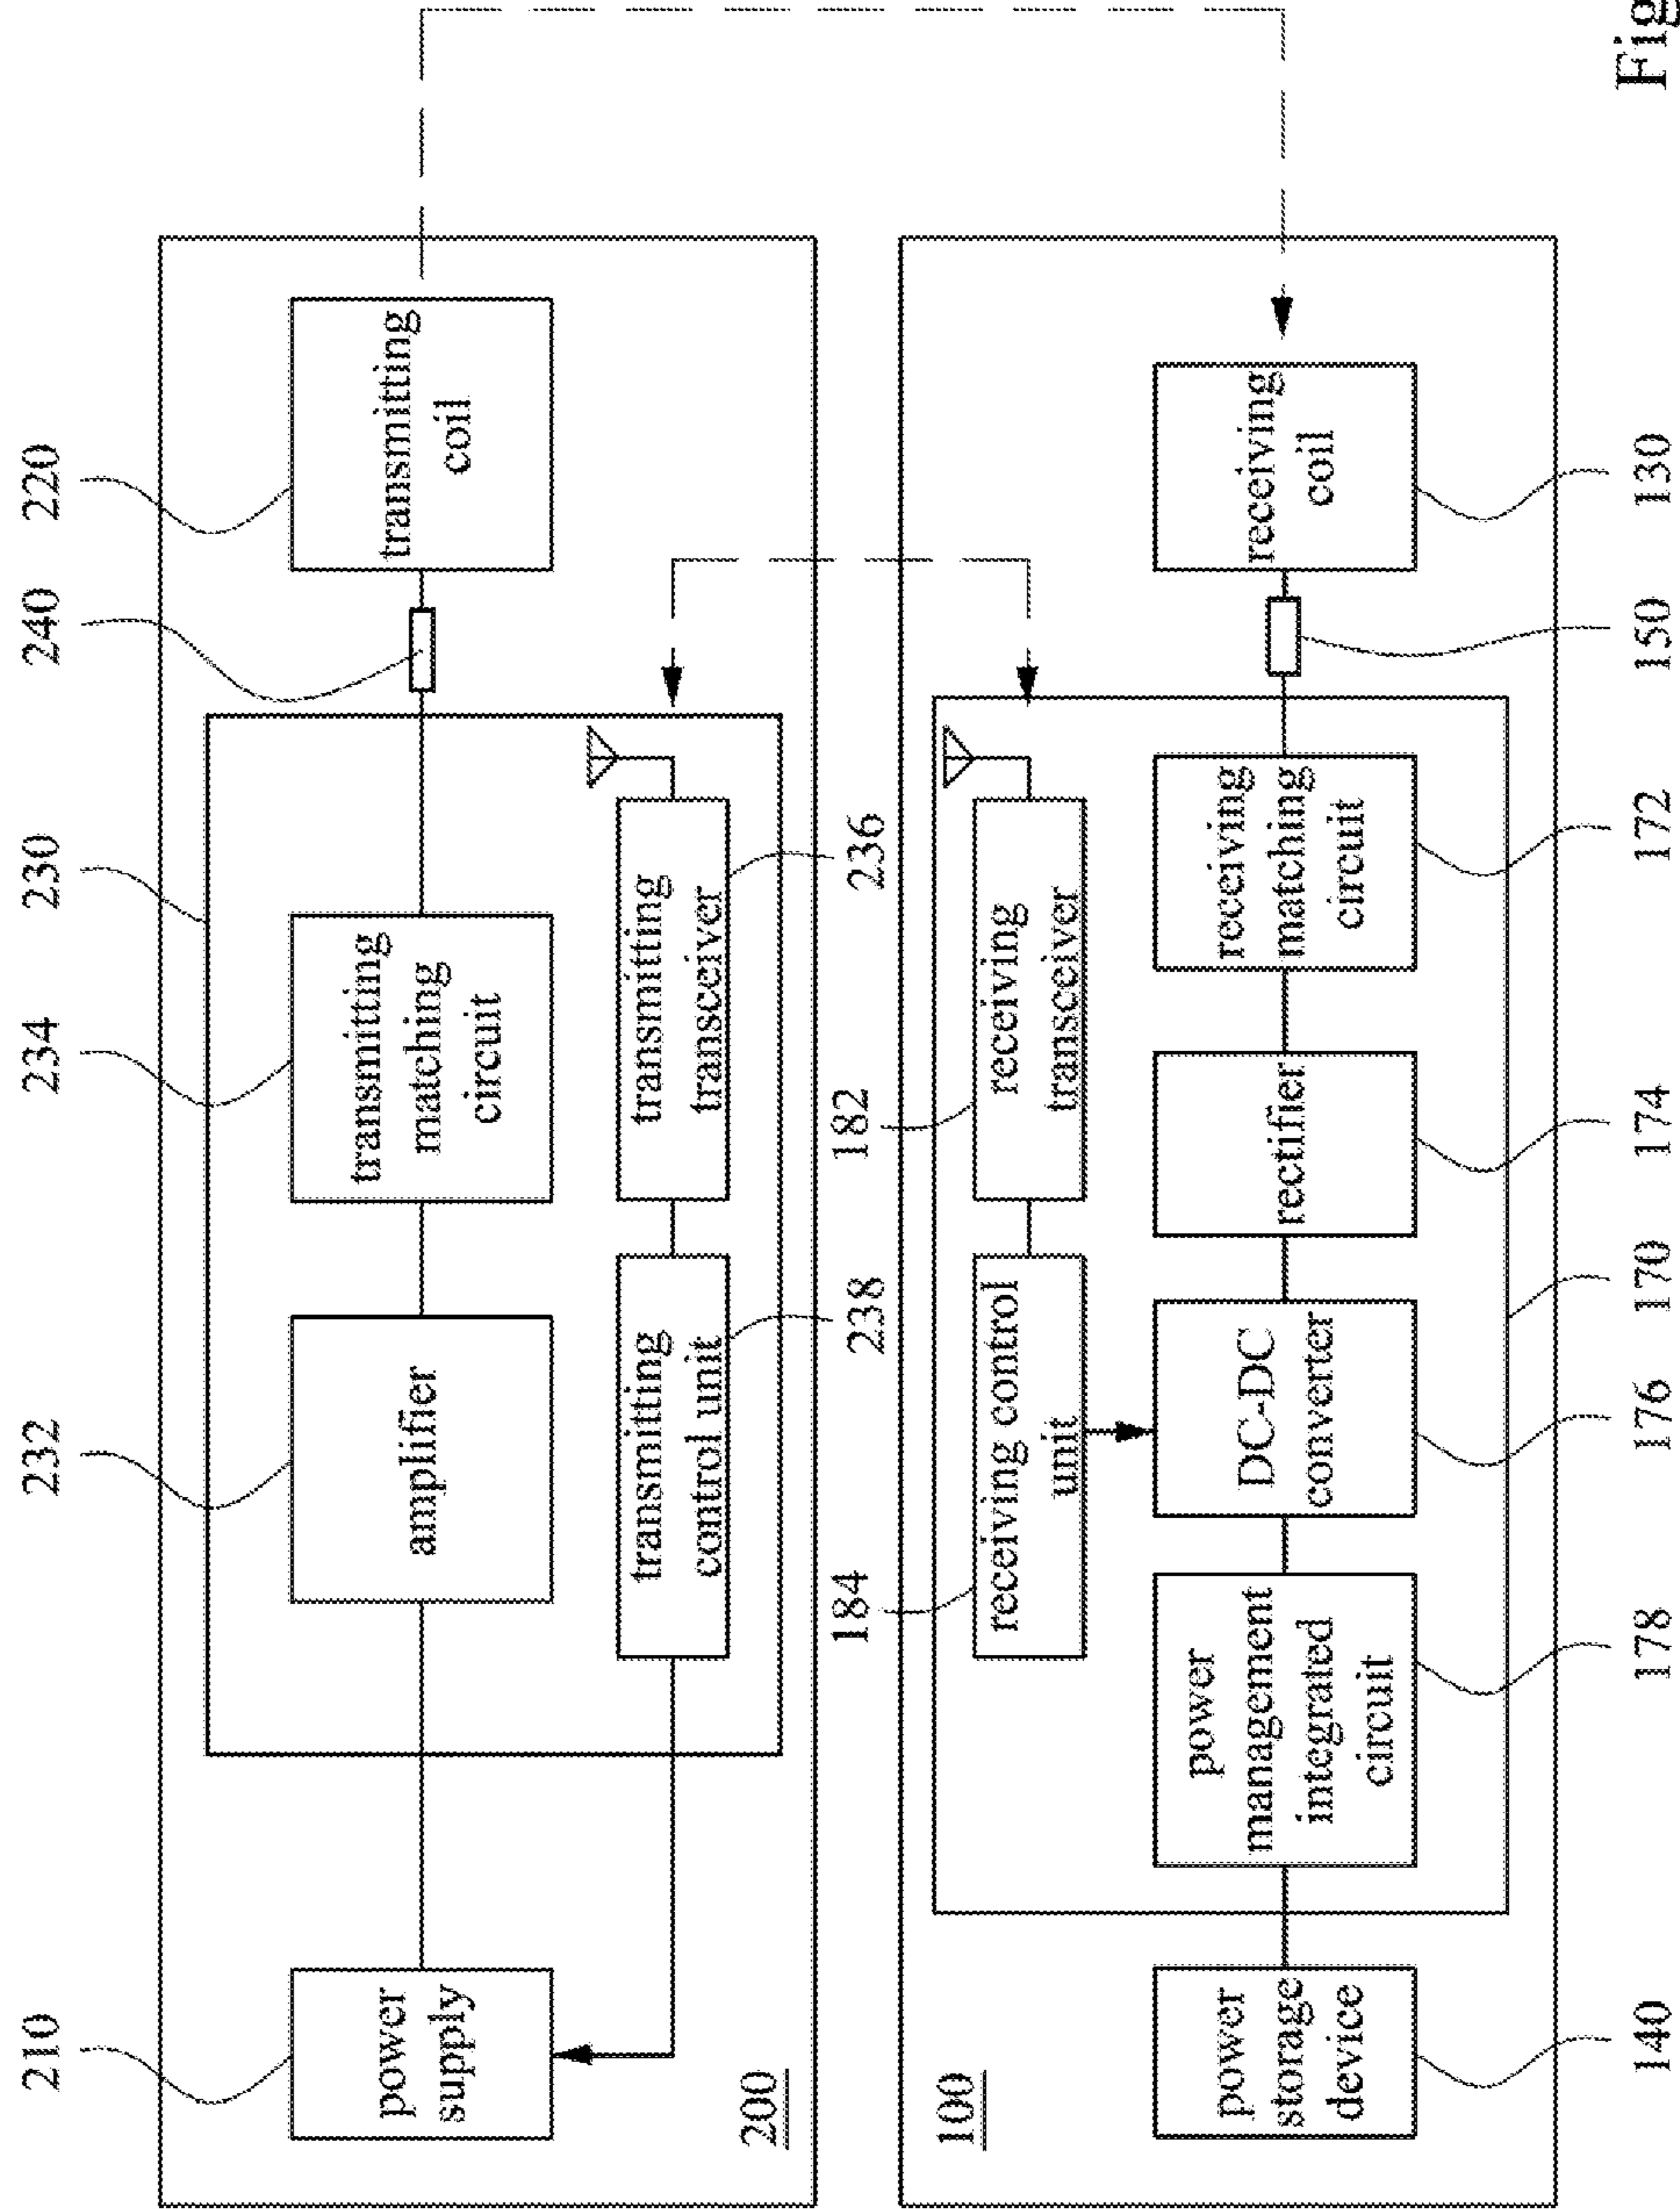 210
232
234
230
240
220
power
supply
amplifier
transmitting
matching
circuit
transmitting
coil
transmitting
control unit
transmitting
transceiver
200
238
236
184
182
100
receiving control
unit
receiving
transceiver
power
storage
device
power
management
integrated
circuit
DC-DC
converter
rectifier
receiving
matching
circuit
receiving
coil
140
178
176
170
174
172
150
130
Fig